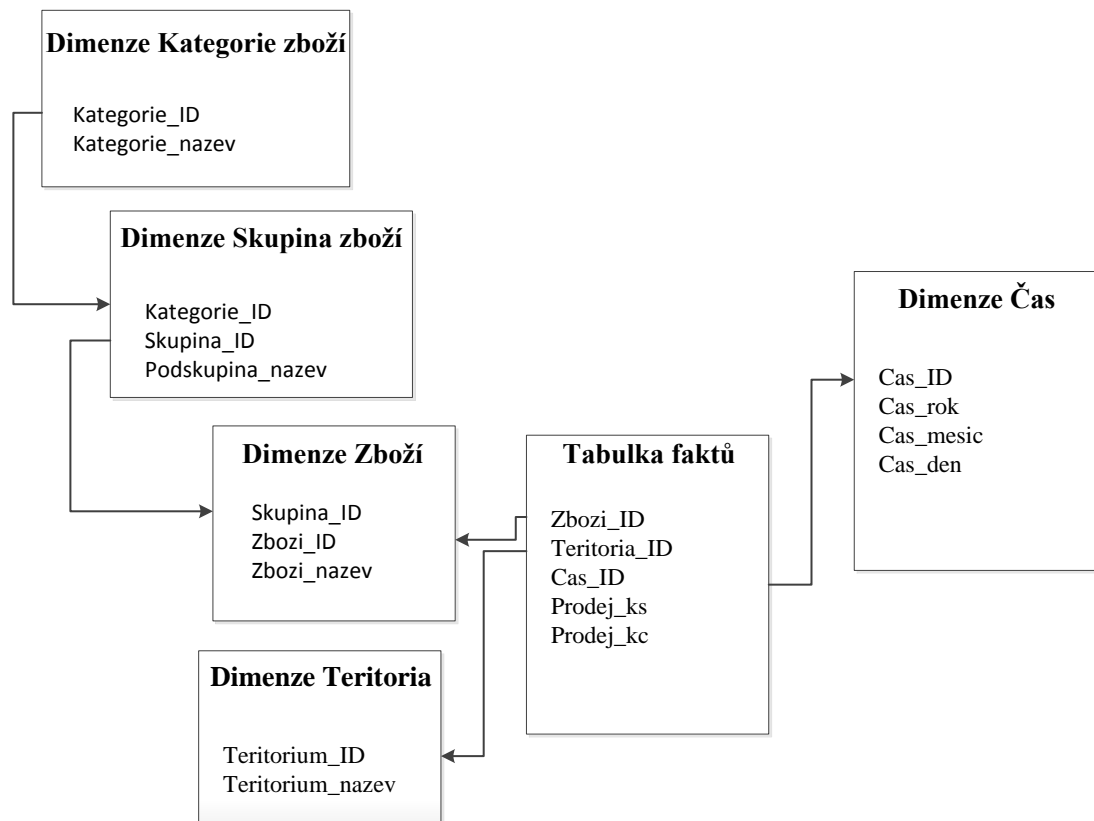 Dimenze Kategorie zboží
Kategorie_ID
Kategorie_nazev
Dimenze Skupina zboží
Kategorie_ID
Skupina_ID
Podskupina_nazev
Dimenze Zboží
Skupina_ID
Zbozi_ID
Zbozi_nazev
Dimenze Teritoria
Teritorium_ID
Teritorium_nazev
Tabulka faktů
Zbozi_ID
Teritoria_ID
Cas_ID
Prodej_ks
Prodej_kc
Dimenze Čas
Cas_ID
Cas_rok
Cas_mesic
Cas_den